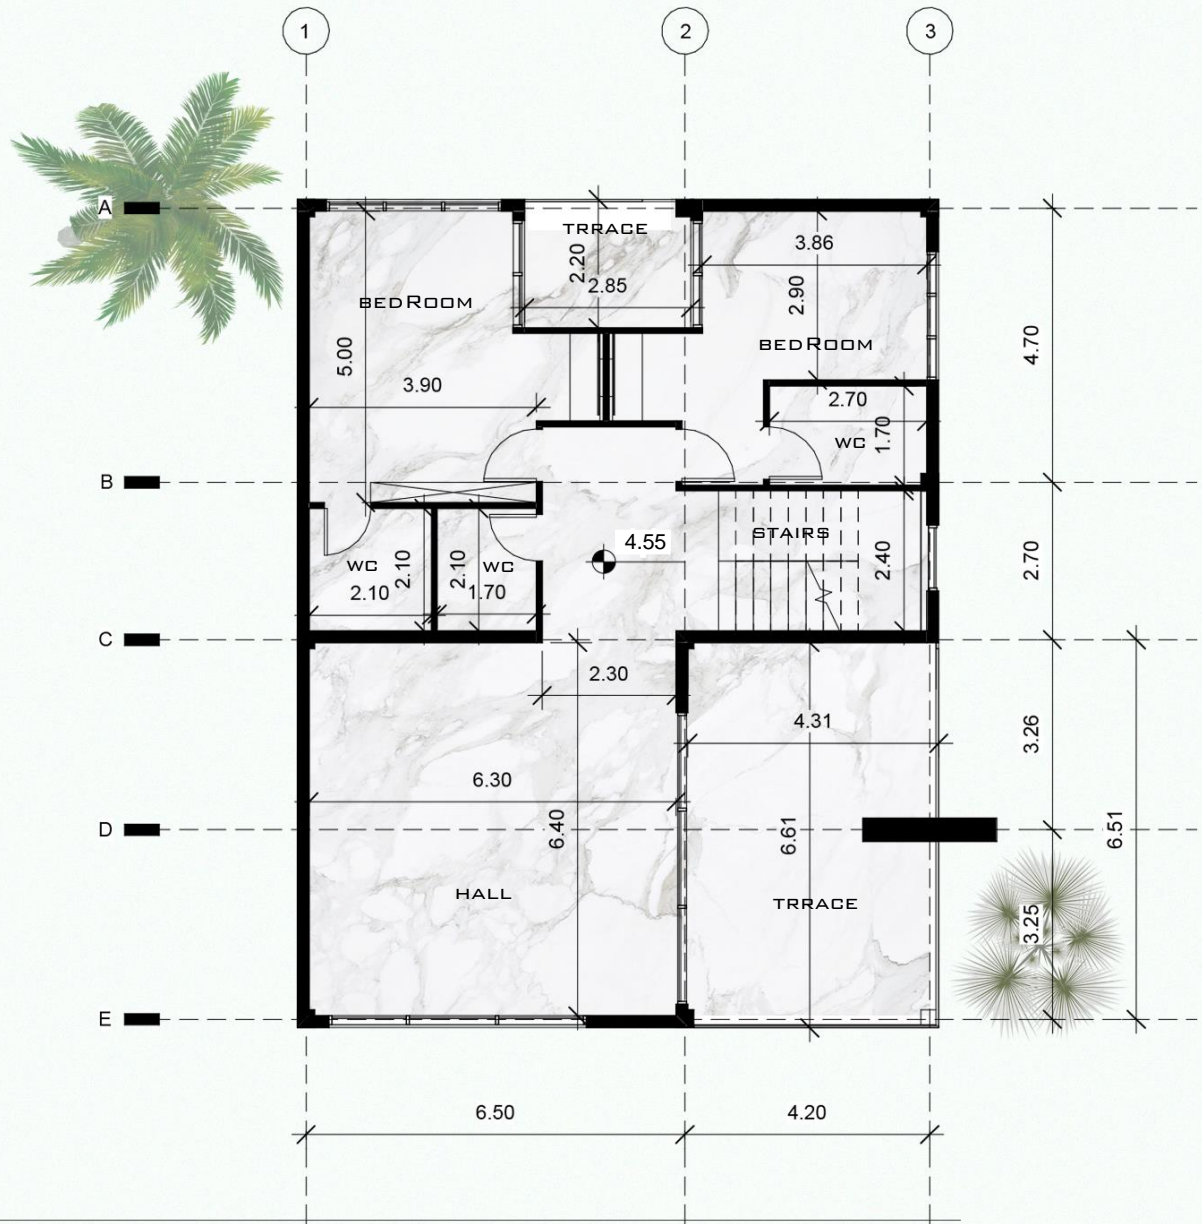 1
2
3
A
TRRACE
3.86
2.20
2.85
2.90
BEDROOM
BEDROOM
5.00
4.70
3.90
2.70
WC
1.70
B
4.55
STAIRS
2.40
2.70
WC
2.10
2.10
2.10
WC
1.70
C
2.30
4.31
3.26
6.30
6.40
D
6.61
6.51
HALL
TRRACE
3.25
E
6.50
4.20